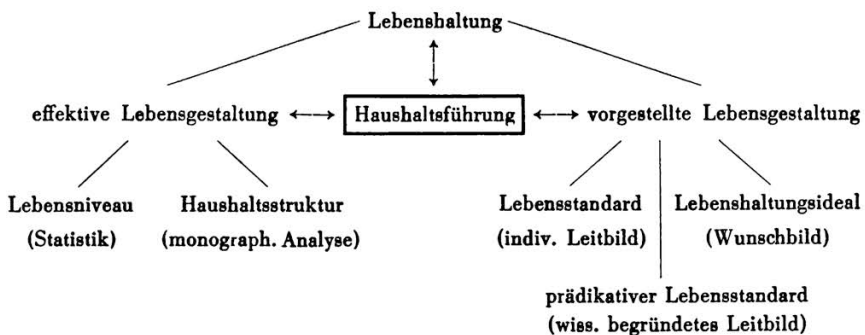 Lebenshaltung
effektive Lebensgestaltung
Haushaltsführung
vorgestellte Lebensgestaltung
Lebensniveau
(Statistik)
Haushaltsstruktur
(monograph. Analyse)
Lebensstandard
(indiv. Leitbild)
Lebenshaltungsideal
(Wunschbild)
prädikativer Lebensstandard
(wiss. begründetes Leitbild)